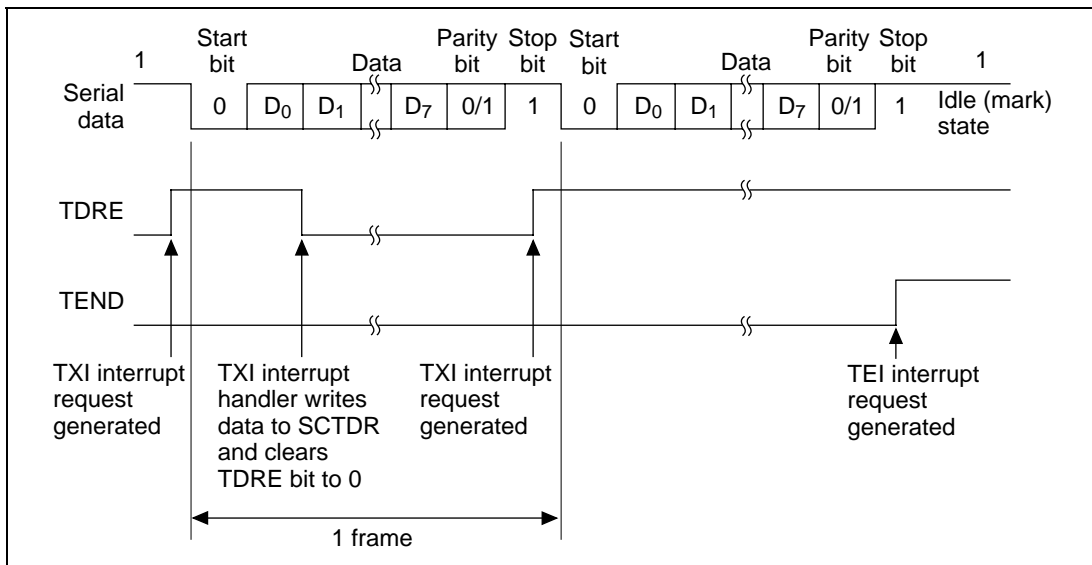 1
Start bit
Data
Parity bit
Stop bit
Start bit
Data
Parity bit
Stop bit
1
Serial data
0
D0
D1
D7
0/1
1
0
D0
D1
D7
0/1
1
Idle (mark) state
TDRE
TEND
TXI interrupt
request
generated
TXI interrupt
handler writes
data to SCTDR
and clears
TDRE bit to 0
TXI interrupt
request
generated
TEI interrupt
request
generated
1 frame